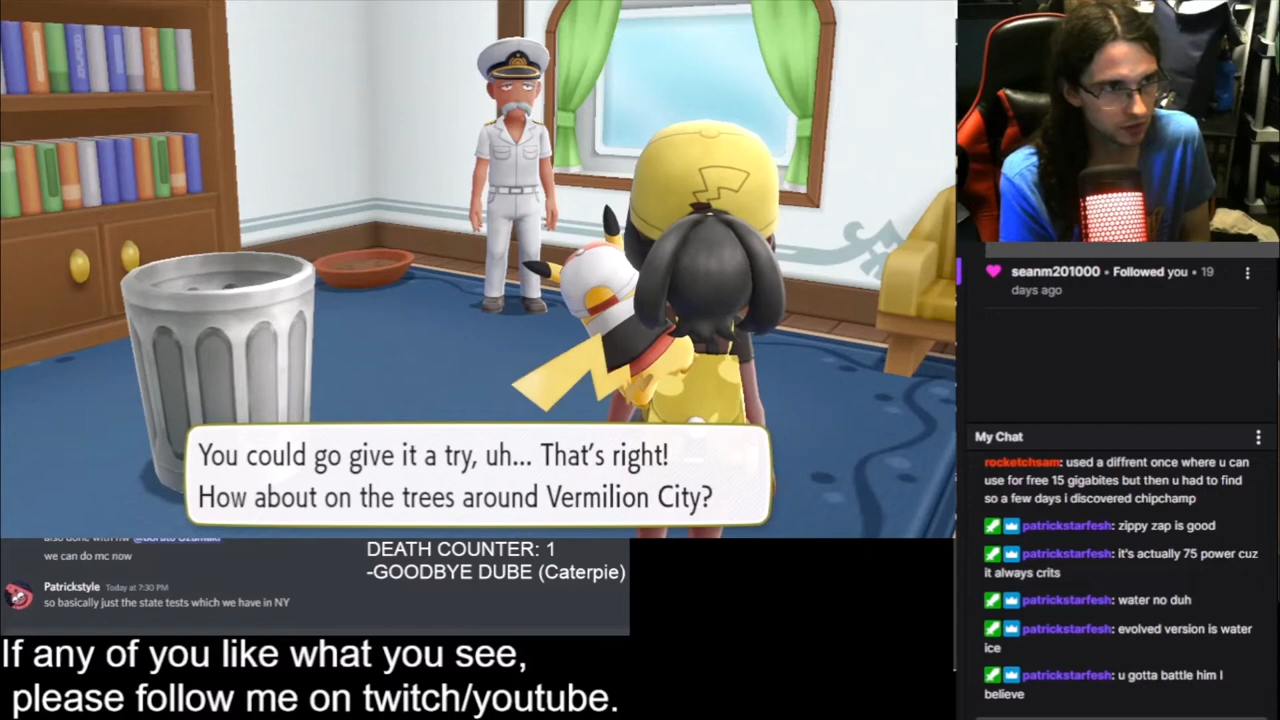 You could go give it a try, uh... That's right!
How about on the trees around Vermilion City?
we can do mc now
Patrickstyle Today at 7:30 PM
so basically just the state tests which we have in NY
DEATH COUNTER: 1
-GOODBYE DUBE (Caterpie)
If any of you like what you see,
please follow me on twitch/youtube.
seanm201000 • Followed you • 19
days ago
My Chat
rocketchsam: used a diffrent once where u can
use for free 15 gigabites but then u had to find
so a few days i discovered chipchamp
patrickstarfesh: zippy zap is good
patrickstarfesh: it's actually 75 power cuz
it always crits
patrickstarfesh: water no duh
patrickstarfesh: evolved version is water
ice
patrickstarfesh: u gotta battle him I
believe